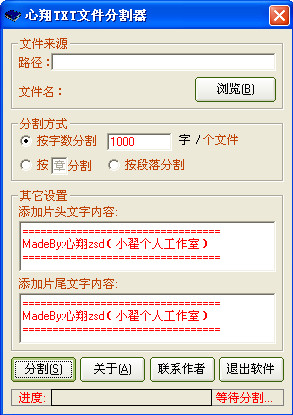 心翔TXT文件分割器
文件来源
路径：
文件名： 浏览(B)
分割方式
按字数分割 1000 字 / 个文件
按 章 分割 按段落分割
其它设置
添加片头文字内容:
==============================
MadeBy:心翔zsd（小翟个人工作室）
==============================
添加片尾文字内容:
==============================
MadeBy:心翔zsd（小翟个人工作室）
==============================
分割(S) 关于(A) 联系作者 退出软件
进度: 等待分割...